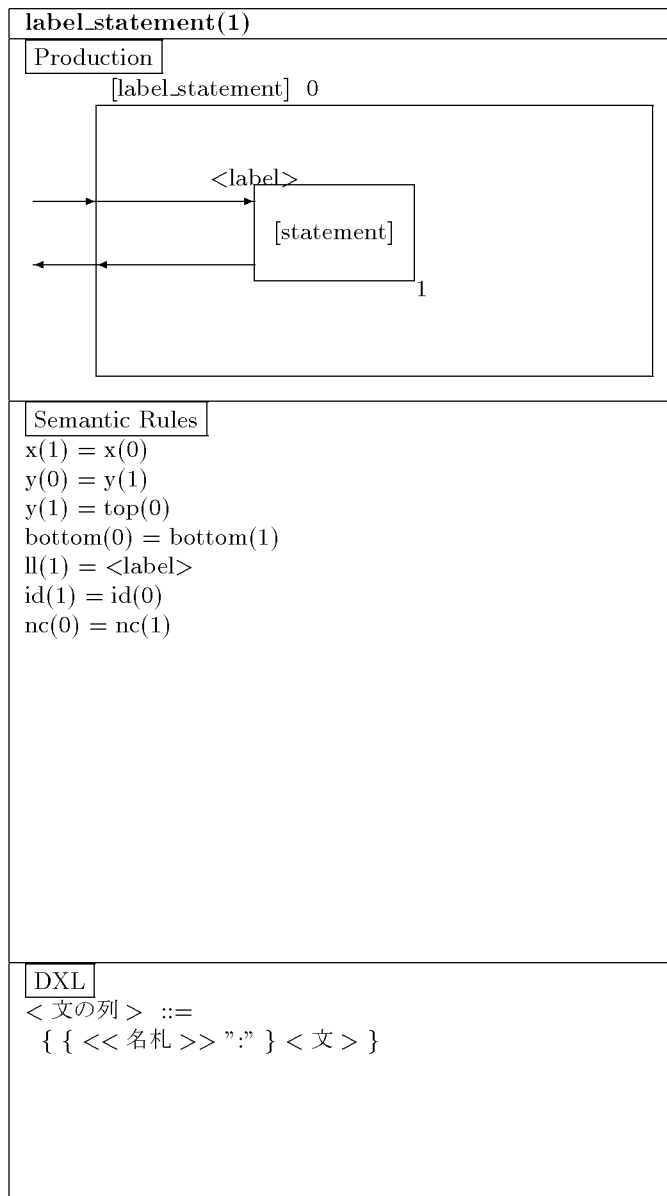 label_statement(1)
Production
[label_statement] 0
<label>
[statement]
1
Semantic Rules
x(1) = x(0)
y(0) = y(1)
y(1) = top(0)
bottom(0) = bottom(1)
ll(1) = <label>
id(1) = id(0)
nc(0) = nc(1)
DXL
< 文の列 > ::=
{ { << 名札 >> ”:” } < 文 > }